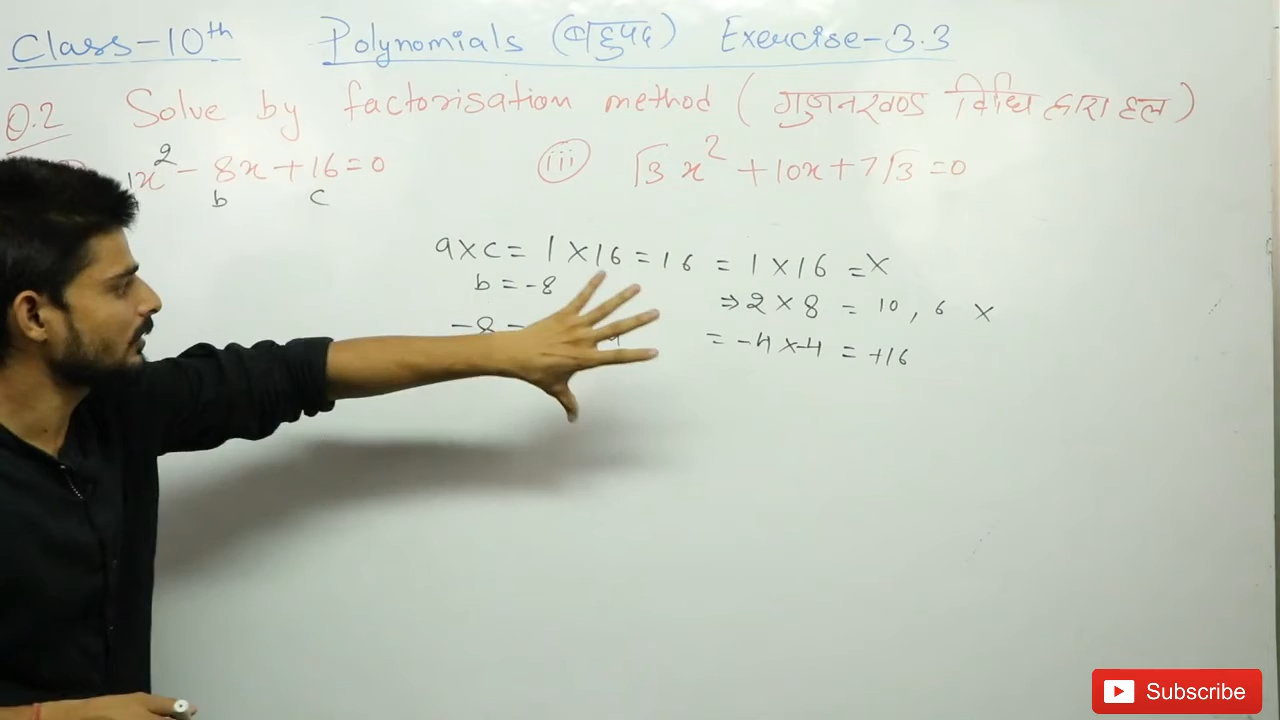 Class-10th Polynomials (बहुपद) Exercise-3.3
Q.2 Solve by factorisation method (गुणनखण्ड विधि द्वारा हल)
1x² - 8x + 16 = 0 (iii) √3 x² + 10x + 7√3 = 0
b c
a×c = 1×16 = 16 = 1×16 = ×
b = -8 ⇒ 2×8 = 10, 6 ×
-8 = -4×-4 = +16
Subscribe